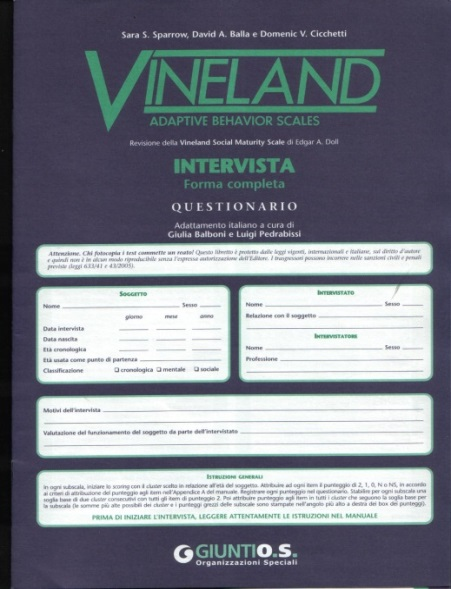 Sara S. Sparrow, David A. Balla e Domenic V. Cicchetti
VINELAND
ADAPTIVE BEHAVIOR SCALES
Revisione della Vineland Social Maturity Scale di Edgar A. Doll
INTERVISTA
Forma completa
QUESTIONARIO
Adattamento italiano a cura di
Giulia Balboni e Luigi Pedrabissi
Attenzione. Chi fotocopia i test commette un reato! Questo libretto è protetto dalle leggi vigenti, internazionali e italiane, sul diritto d'autore
e quindi non è in alcun modo riproducibile senza l'espressa autorizzazione dell'Editore. I trasgressori possono incorrere nelle sanzioni civili e penali
previste (leggi 633/41 e 43/2005).
SOGGETTO
Nome Sesso
giorno mese anno
Data intervista
Data nascita
Età cronologica
Età usata come punto di partenza
Classificazione cronologica mentale sociale
INTERVISTATO
Nome Sesso
Relazione con il soggetto
INTERVISTATORE
Nome Sesso
Professione
Motivi dell'intervista
Valutazione del funzionamento del soggetto da parte dell'intervistato
ISTRUZIONI GENERALI
In ogni subscala, iniziare lo scoring con il cluster scelto in relazione all'età del soggetto. Attribuire ad ogni item il punteggio di 2, 1, 0, N o NS, in accordo
ai criteri di attribuzione del punteggio agli item nell'Appendice A del manuale. Registrare ogni punteggio nel questionario. Stabilire per ogni subscala una
soglia base di due cluster consecutivi con tutti gli item di punteggio 2. Poi attribuire punteggi agli item in tutti i cluster che seguono la soglia base per
la subscala (le somme più alte possibili dei cluster e i punteggi grezzi delle subscale sono stampate nell'angolo più alto a destra dei box dei punteggi).
PRIMA DI INIZIARE L'INTERVISTA, LEGGERE ATTENTAMENTE LE ISTRUZIONI NEL MANUALE
GIUNTI O.S.
Organizzazioni Speciali